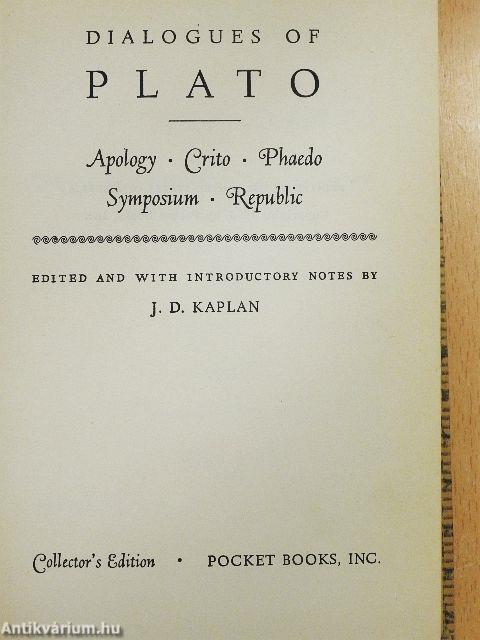 DIALOGUES OF
PLATO
Apology · Crito · Phaedo
Symposium · Republic
EDITED AND WITH INTRODUCTORY NOTES BY
J. D. KAPLAN
Collector's Edition · POCKET BOOKS, INC.
Antikvárium.hu